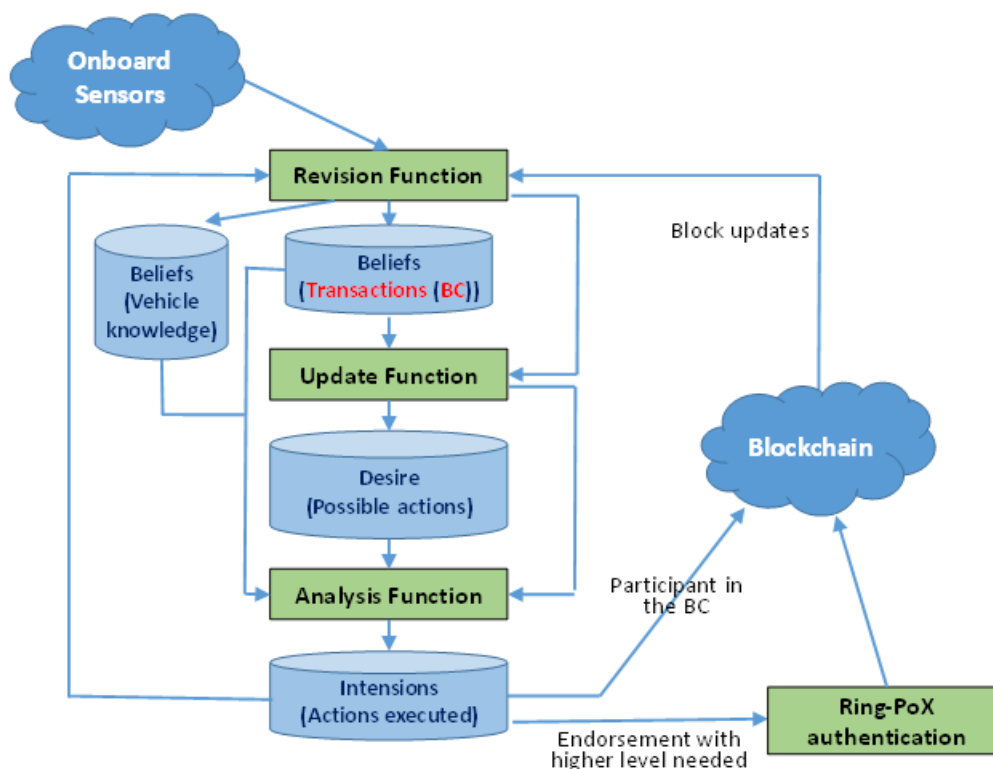 Onboard
Sensors
Revision Function
Block updates
Beliefs
(Vehicle
knowledge)
Beliefs
(Transactions (BC))
Update Function
Blockchain
Desire
(Possible actions)
Analysis Function
Participant in
the BC
Intensions
(Actions executed)
Ring-PoX
authentication
Endorsement with
higher level needed